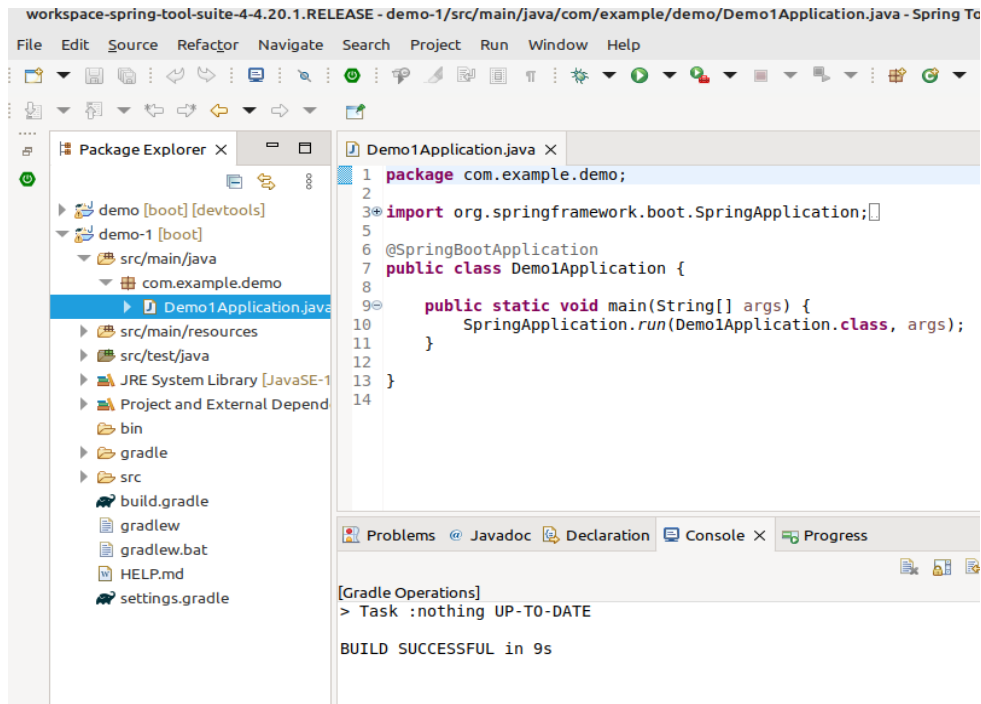 workspace-spring-tool-suite-4-4.20.1.RELEASE - demo-1/src/main/java/com/example/demo/Demo1Application.java - Spring To
File Edit Source Refactor Navigate Search Project Run Window Help
Package Explorer
demo [boot] [devtools]
demo-1 [boot]
src/main/java
com.example.demo
Demo1Application.java
src/main/resources
src/test/java
JRE System Library [JavaSE-1
Project and External Depend
bin
gradle
src
build.gradle
gradlew
gradlew.bat
HELP.md
settings.gradle
Demo1Application.java
1 package com.example.demo;
2
3 import org.springframework.boot.SpringApplication;
5
6 @SpringBootApplication
7 public class Demo1Application {
8
9 public static void main(String[] args) {
10 SpringApplication.run(Demo1Application.class, args);
11 }
12
13 }
14
Problems @ Javadoc Declaration Console Progress
[Gradle Operations]
> Task :nothing UP-TO-DATE
BUILD SUCCESSFUL in 9s